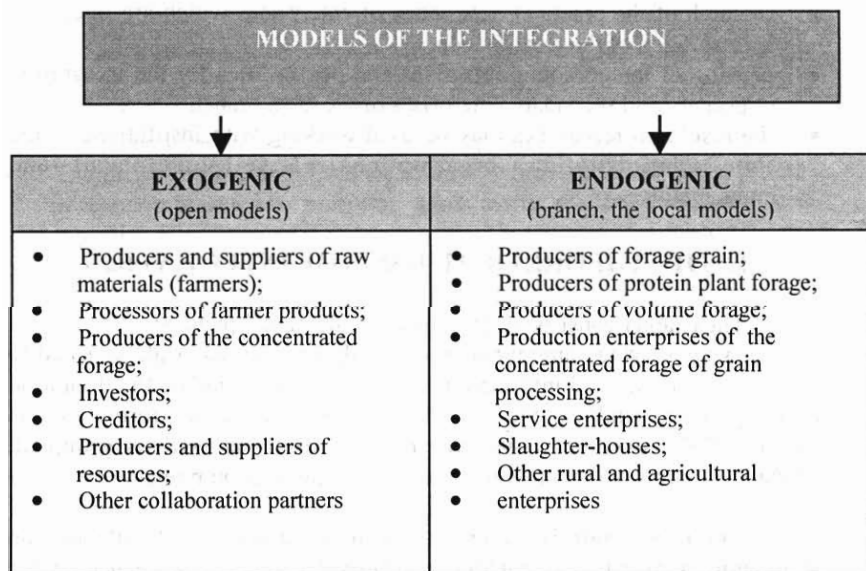 MODELS OF THE INTEGRATION
EXOGENIC
(open models)
• Producers and suppliers of raw
materials (farmers);
• Processors of farmer products;
• Producers of the concentrated
forage;
• Investors;
• Creditors;
• Producers and suppliers of
resources;
• Other collaboration partners
ENDOGENIC
(branch, the local models)
• Producers of forage grain;
• Producers of protein plant forage;
• Producers of volume forage;
• Production enterprises of the
concentrated forage of grain
processing;
• Service enterprises;
• Slaughter-houses;
• Other rural and agricultural
• enterprises